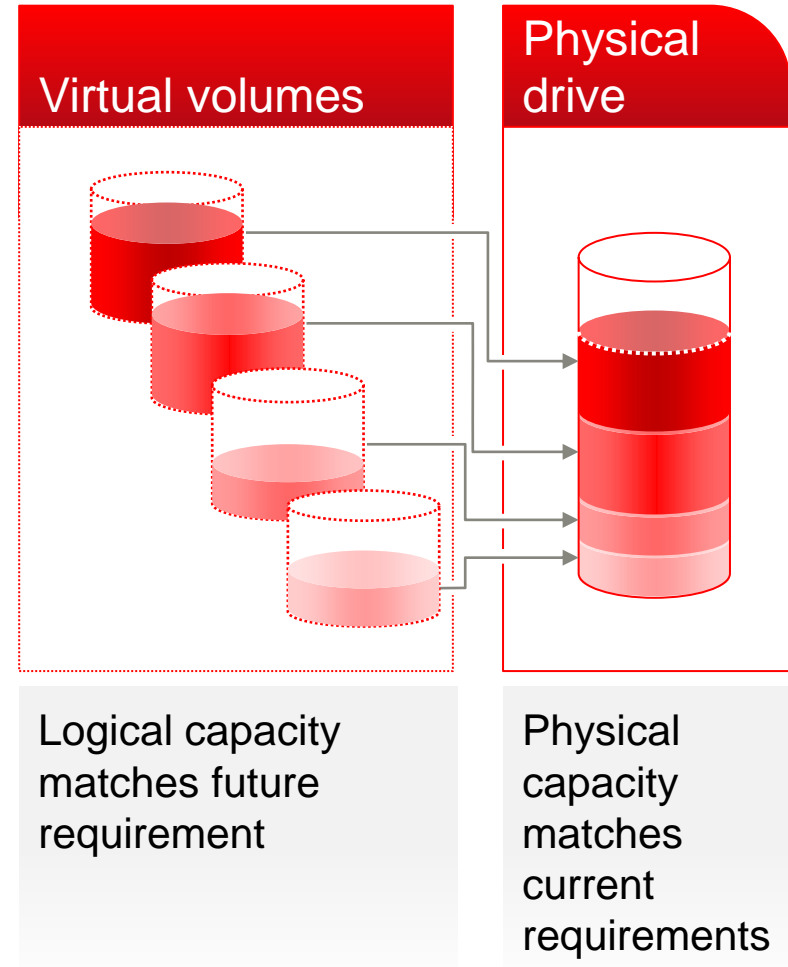 Virtual volumes
Physical
drive
Logical capacity
matches future
requirement
Physical
capacity
matches
current
requirements